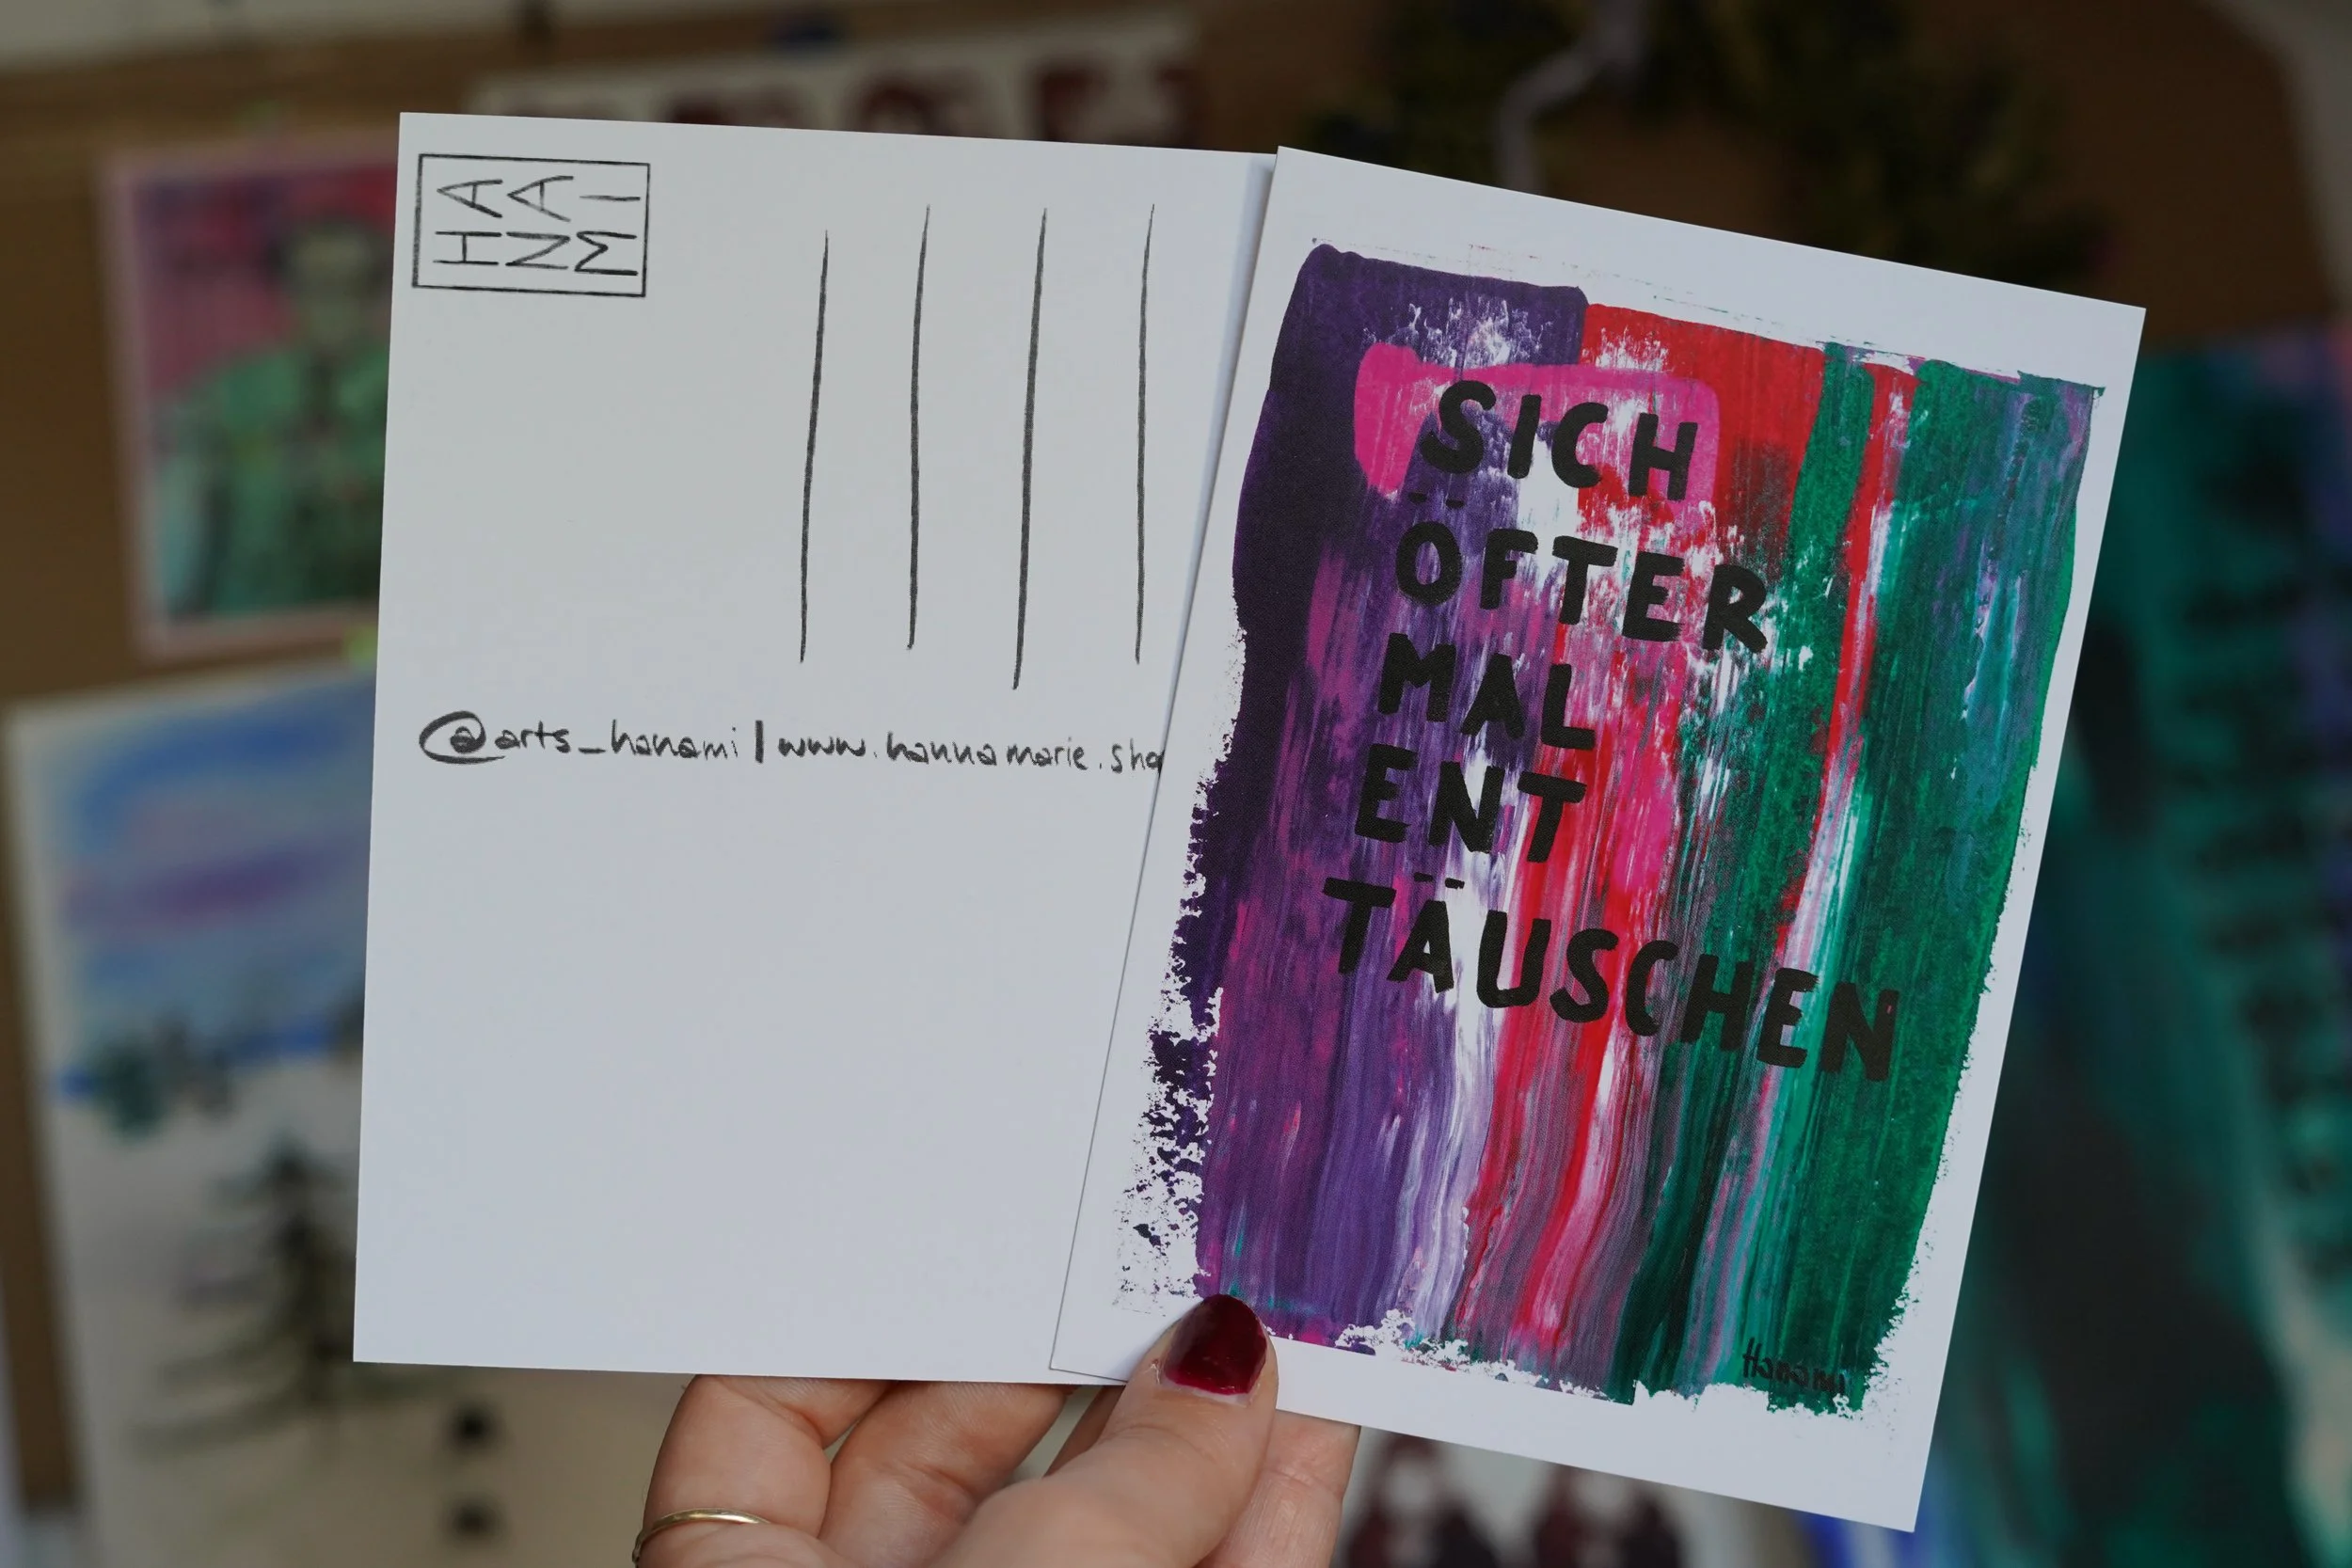 HA
NA
MI
@arts_hanami | www.hannamarie.sho
SICH
ÖFTER
MAL
ENT
TÄUSCHEN
Hanami